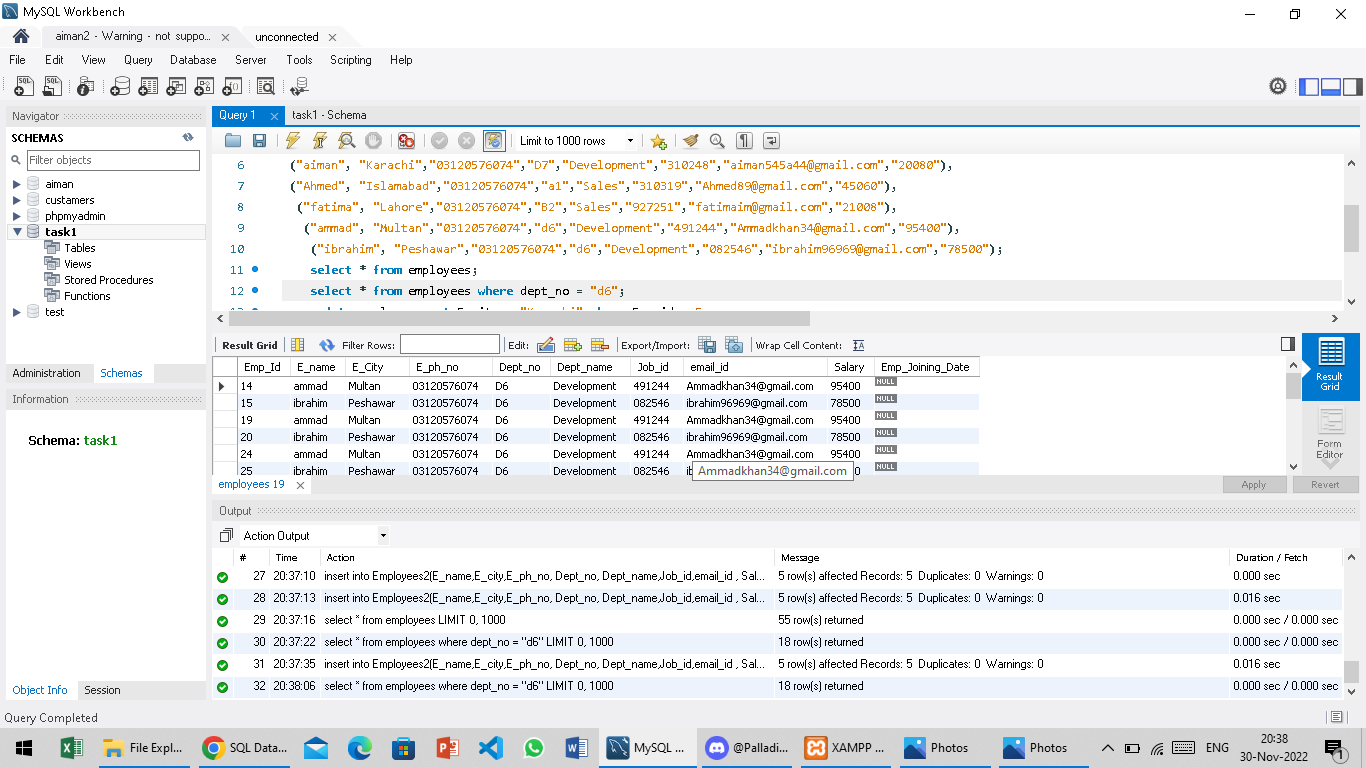 MySQL Workbench
aiman2 - Warning - not suppo... unconnected
File Edit View Query Database Server Tools Scripting Help
Navigator
SCHEMAS
Filter objects
aiman
custamers
phpmyadmin
task1
Tables
Views
Stored Procedures
Functions
test
Administration Schemas
Information
Schema: task1
Object Info Session
Query 1 task1 - Schema
Limit to 1000 rows
6 ("aiman", "Karachi","03120576074","D7","Development","310248","aiman545a44@gmail.com","20080"),
7 ("Ahmed", "Islamabad","03120576074","a1","Sales","310319","Ahmed89@gmail.com","45060"),
8 ("fatima", "Lahore","03120576074","B2","Sales","927251","fatimaim@gmail.com","21008"),
9 ("ammad", "Multan","03120576074","d6","Development","491244","Ammadkhan34@gmail.com","95400"),
10 ("ibrahim", "Peshawar","03120576074","d6","Development","082546","ibrahim96969@gmail.com","78500");
11 select * from employees;
12 select * from employees where dept_no = "d6";
Result Grid Filter Rows: Edit: Export/Import: Wrap Cell Content:
Emp_Id E_name E_City E_ph_no Dept_no Dept_name Job_id email_id Salary Emp_Joining_Date
14 ammad Multan 03120576074 D6 Development 491244 Ammadkhan34@gmail.com 95400 NULL
15 ibrahim Peshawar 03120576074 D6 Development 082546 ibrahim96969@gmail.com 78500 NULL
19 ammad Multan 03120576074 D6 Development 491244 Ammadkhan34@gmail.com 95400 NULL
20 ibrahim Peshawar 03120576074 D6 Development 082546 ibrahim96969@gmail.com 78500 NULL
24 ammad Multan 03120576074 D6 Development 491244 Ammadkhan34@gmail.com 95400 NULL
25 ibrahim Peshawar 03120576074 D6 Development 082546 NULL
Ammadkhan34@gmail.com
Result
Grid
Form
Editor
employees 19 Apply Revert
Output
Action Output
# Time Action Message Duration / Fetch
27 20:37:10 insert into Employees2(E_name,E_city,E_ph_no, Dept_no, Dept_name,Job_id,email_id , Sal... 5 row(s) affected Records: 5 Duplicates: 0 Warnings: 0 0.000 sec
28 20:37:13 insert into Employees2(E_name,E_city,E_ph_no, Dept_no, Dept_name,Job_id,email_id , Sal... 5 row(s) affected Records: 5 Duplicates: 0 Warnings: 0 0.016 sec
29 20:37:16 select * from employees LIMIT 0, 1000 55 row(s) returned 0.000 sec / 0.000 sec
30 20:37:22 select * from employees where dept_no = "d6" LIMIT 0, 1000 18 row(s) returned 0.000 sec / 0.000 sec
31 20:37:35 insert into Employees2(E_name,E_city,E_ph_no, Dept_no, Dept_name,Job_id,email_id , Sal... 5 row(s) affected Records: 5 Duplicates: 0 Warnings: 0 0.016 sec
32 20:38:06 select * from employees where dept_no = "d6" LIMIT 0, 1000 18 row(s) returned 0.000 sec / 0.000 sec
Query Completed
File Expl... SQL Data... MySQL ... @Palladi... XAMPP ... Photos Photos ENG 20:38
30-Nov-2022 1